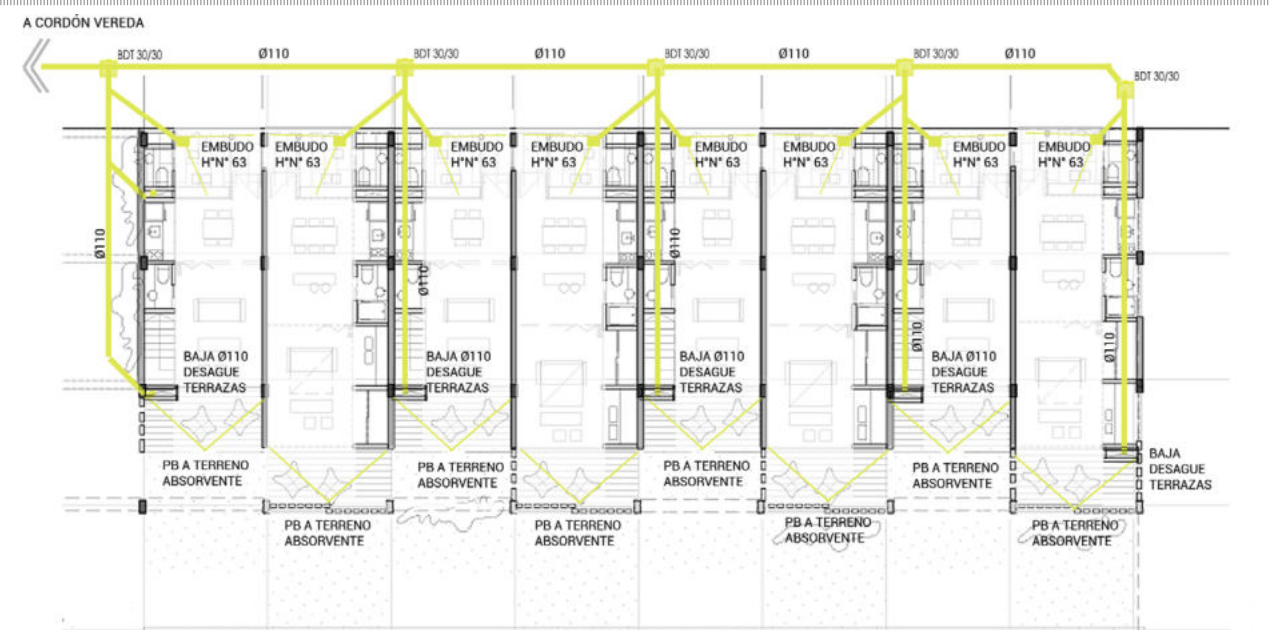 A CORDÓN VEREDA
BDT 30/30
Ø110
BDT 30/30
Ø110
BDT 30/30
Ø110
BDT 30/30
Ø110
BDT 30/30
EMBUDO
H°N° 63
EMBUDO
H°N° 63
EMBUDO
H°N° 63
EMBUDO
H°N° 63
EMBUDO
H°N° 63
EMBUDO
H°N° 63
EMBUDO
H°N° 63
EMBUDO
H°N° 63
Ø110
Ø110
Ø110
Ø110
Ø110
BAJA Ø110
DESAGUE
TERRAZAS
BAJA Ø110
DESAGUE
TERRAZAS
BAJA Ø110
DESAGUE
TERRAZAS
BAJA Ø110
DESAGUE
TERRAZAS
BAJA
DESAGUE
TERRAZAS
PB A TERRENO
ABSORVENTE
PB A TERRENO
ABSORVENTE
PB A TERRENO
ABSORVENTE
PB A TERRENO
ABSORVENTE
PB A TERRENO
ABSORVENTE
PB A TERRENO
ABSORVENTE
PB A TERRENO
ABSORVENTE
PB A TERRENO
ABSORVENTE